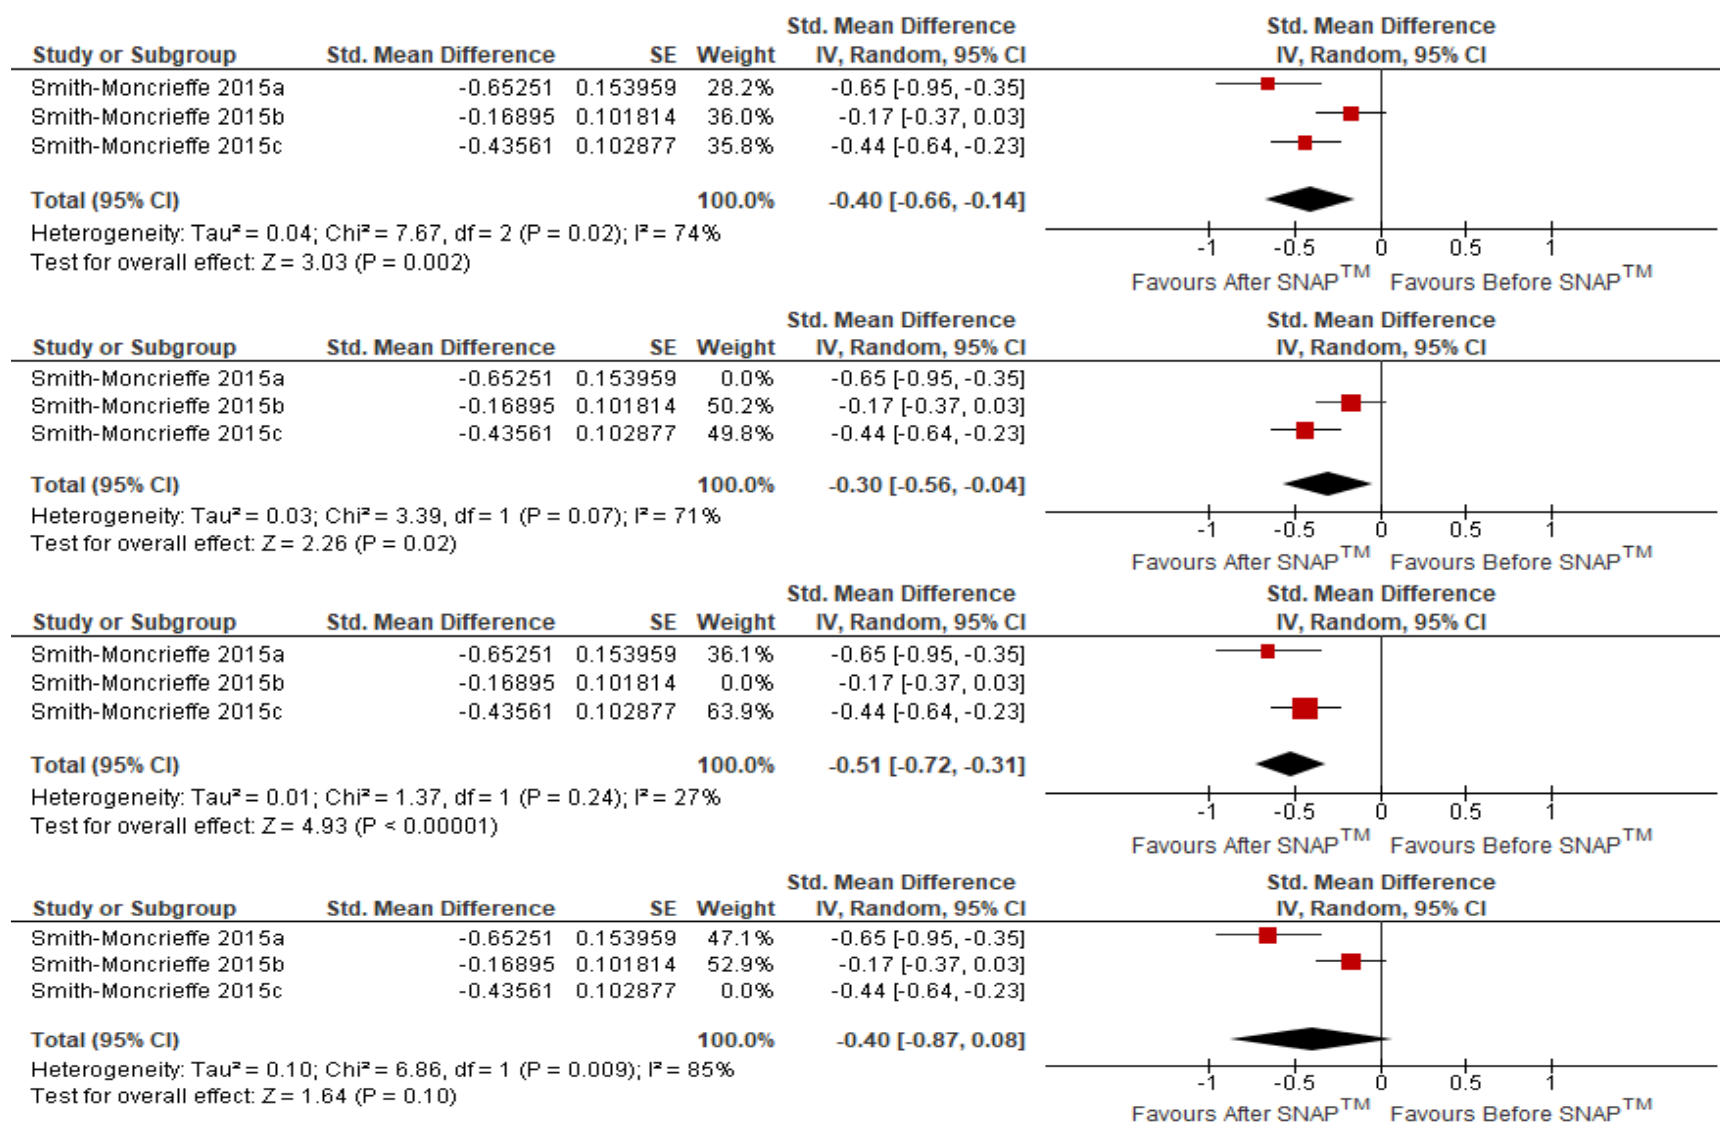 Std. Mean Difference Std. Mean Difference
Study or Subgroup Std. Mean Difference SE Weight IV, Random, 95% CI IV, Random, 95% CI
Smith-Moncrieffe 2015a -0.65251 0.153959 28.2% -0.65 [-0.95, -0.35]
Smith-Moncrieffe 2015b -0.16895 0.101814 36.0% -0.17 [-0.37, 0.03]
Smith-Moncrieffe 2015c -0.43561 0.102877 35.8% -0.44 [-0.64, -0.23]
Total (95% CI) 100.0% -0.40 [-0.66, -0.14]
Heterogeneity: Tau² = 0.04; Chi² = 7.67, df = 2 (P = 0.02); I² = 74%
Test for overall effect: Z = 3.03 (P = 0.002)
-1 -0.5 0 0.5 1
Favours After SNAP™ Favours Before SNAP™
Std. Mean Difference Std. Mean Difference
Study or Subgroup Std. Mean Difference SE Weight IV, Random, 95% CI IV, Random, 95% CI
Smith-Moncrieffe 2015a -0.65251 0.153959 0.0% -0.65 [-0.95, -0.35]
Smith-Moncrieffe 2015b -0.16895 0.101814 50.2% -0.17 [-0.37, 0.03]
Smith-Moncrieffe 2015c -0.43561 0.102877 49.8% -0.44 [-0.64, -0.23]
Total (95% CI) 100.0% -0.30 [-0.56, -0.04]
Heterogeneity: Tau² = 0.03; Chi² = 3.39, df = 1 (P = 0.07); I² = 71%
Test for overall effect: Z = 2.26 (P = 0.02)
-1 -0.5 0 0.5 1
Favours After SNAP™ Favours Before SNAP™
Std. Mean Difference Std. Mean Difference
Study or Subgroup Std. Mean Difference SE Weight IV, Random, 95% CI IV, Random, 95% CI
Smith-Moncrieffe 2015a -0.65251 0.153959 36.1% -0.65 [-0.95, -0.35]
Smith-Moncrieffe 2015b -0.16895 0.101814 0.0% -0.17 [-0.37, 0.03]
Smith-Moncrieffe 2015c -0.43561 0.102877 63.9% -0.44 [-0.64, -0.23]
Total (95% CI) 100.0% -0.51 [-0.72, -0.31]
Heterogeneity: Tau² = 0.01; Chi² = 1.37, df = 1 (P = 0.24); I² = 27%
Test for overall effect: Z = 4.93 (P < 0.00001)
-1 -0.5 0 0.5 1
Favours After SNAP™ Favours Before SNAP™
Std. Mean Difference Std. Mean Difference
Study or Subgroup Std. Mean Difference SE Weight IV, Random, 95% CI IV, Random, 95% CI
Smith-Moncrieffe 2015a -0.65251 0.153959 47.1% -0.65 [-0.95, -0.35]
Smith-Moncrieffe 2015b -0.16895 0.101814 52.9% -0.17 [-0.37, 0.03]
Smith-Moncrieffe 2015c -0.43561 0.102877 0.0% -0.44 [-0.64, -0.23]
Total (95% CI) 100.0% -0.40 [-0.87, 0.08]
Heterogeneity: Tau² = 0.10; Chi² = 6.86, df = 1 (P = 0.009); I² = 85%
Test for overall effect: Z = 1.64 (P = 0.10)
-1 -0.5 0 0.5 1
Favours After SNAP™ Favours Before SNAP™